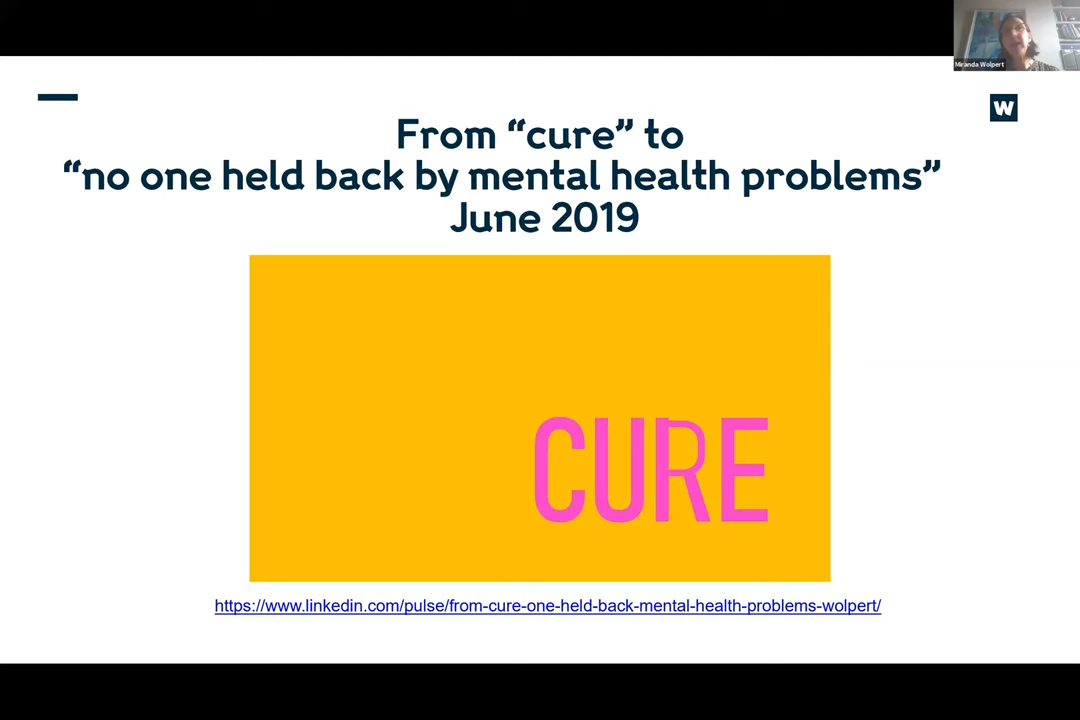 Miranda Wolpert
W
From “cure” to
“no one held back by mental health problems”
June 2019
CURE
https://www.linkedin.com/pulse/from-cure-one-held-back-mental-health-problems-wolpert/